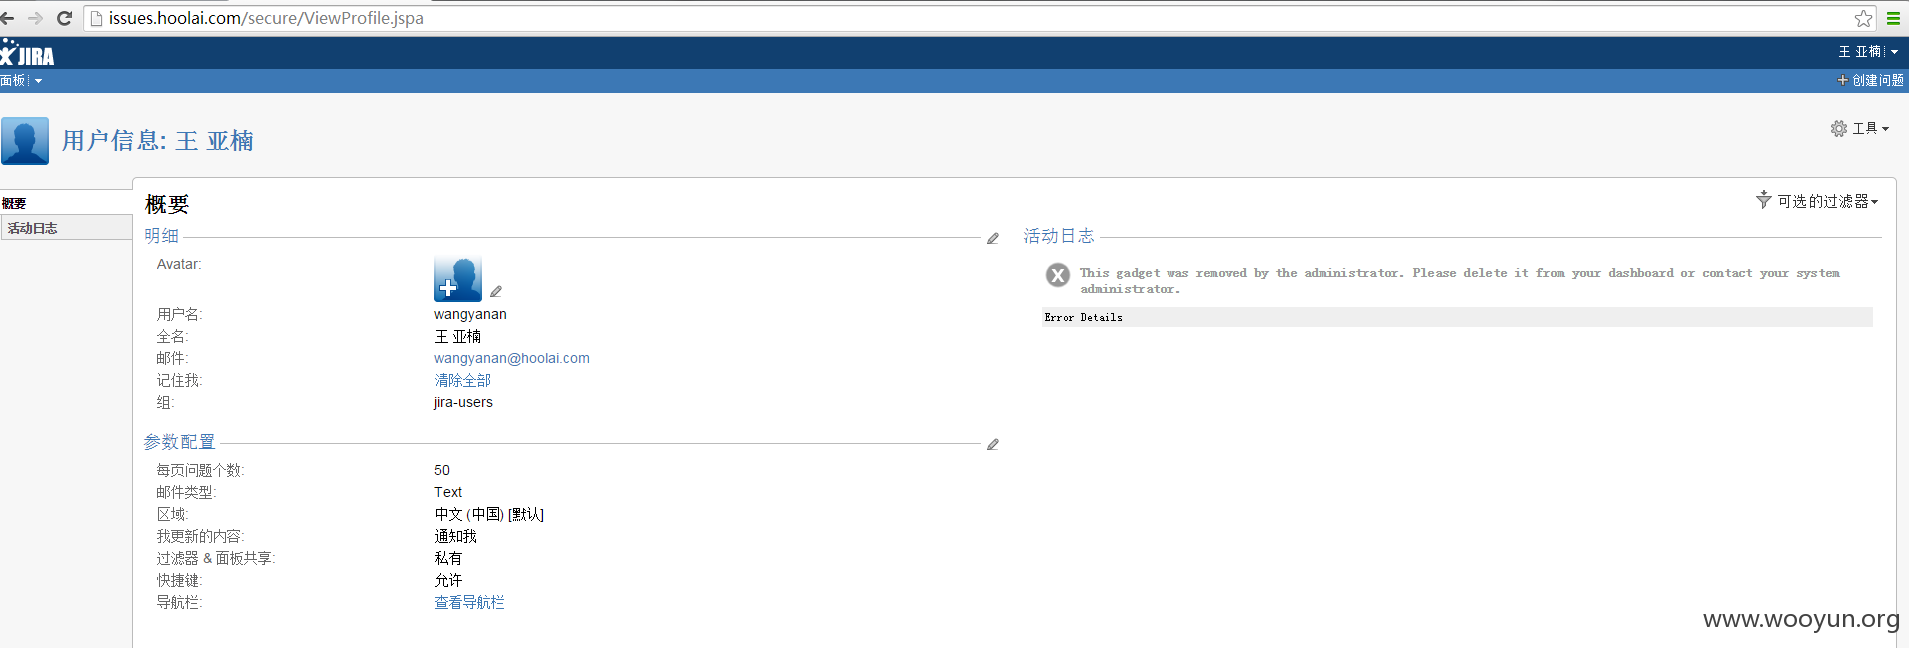 issues.hoolai.com/secure/ViewProfile.jspa
JIRA
王 亚楠
面板
创建问题
用户信息: 王 亚楠
工具
概要
活动日志
概要
可选的过滤器
明细
Avatar:
用户名: wangyanan
全名: 王 亚楠
邮件: wangyanan@hoolai.com
记住我: 清除全部
组: jira-users
参数配置
每页问题个数: 50
邮件类型: Text
区域: 中文 (中国) [默认]
我更新的内容: 通知我
过滤器 & 面板共享: 私有
快捷键: 允许
导航栏: 查看导航栏
活动日志
This gadget was removed by the administrator. Please delete it from your dashboard or contact your system
administrator.
Error Details
www.wooyun.org